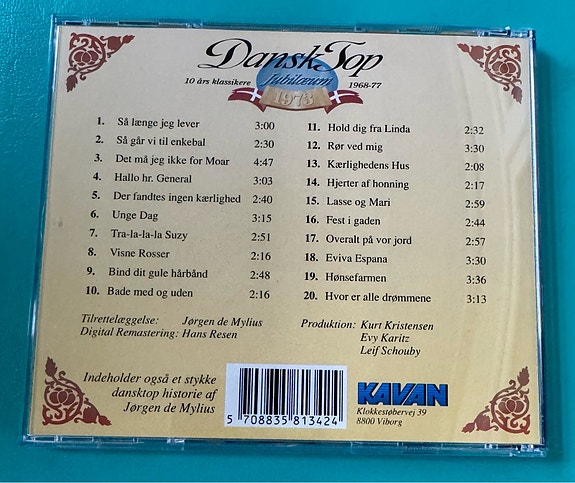 Dansk Top
10 års klassikere Jubilæum 1968-77
1973
1. Så længe jeg lever 3:00
2. Så går vi til enkebal 2:30
3. Det må jeg ikke for Moar 4:47
4. Hallo hr. General 3:03
5. Der fandtes ingen kærlighed 2:40
6. Unge Dag 3:15
7. Tra-la-la-la Suzy 2:51
8. Visne Rosser 2:16
9. Bind dit gule hårbånd 2:48
10. Bade med og uden 2:16
11. Hold dig fra Linda 2:32
12. Rør ved mig 3:30
13. Kærlighedens Hus 2:08
14. Hjerter af honning 2:17
15. Lasse og Mari 2:59
16. Fest i gaden 2:44
17. Overalt på vor jord 2:57
18. Eviva Espana 3:30
19. Hønsefarmen 3:36
20. Hvor er alle drømmene 3:13
Tilrettelæggelse: Jørgen de Mylius
Digital Remastering: Hans Resen
Produktion: Kurt Kristensen
Evy Karitz
Leif Schouby
Indeholder også et stykke
dansktop historie af
Jørgen de Mylius
5 708835 813424
KAVAN
Klokkestøbervej 39
8800 Viborg